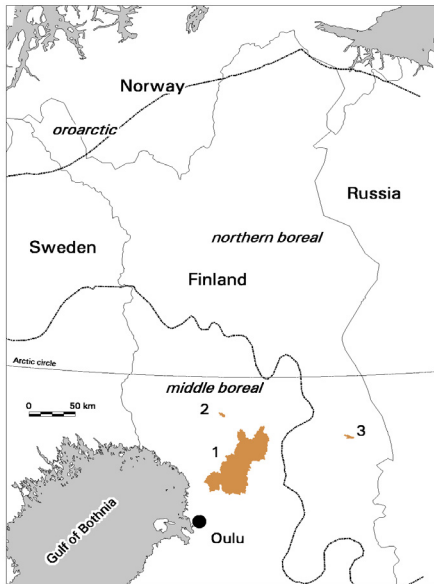 Norway
oroarctic
Russia
northern boreal
Sweden
Finland
Arctic circle
middle boreal
0 50 km
2
3
1
Gulf of Bothnia
Oulu